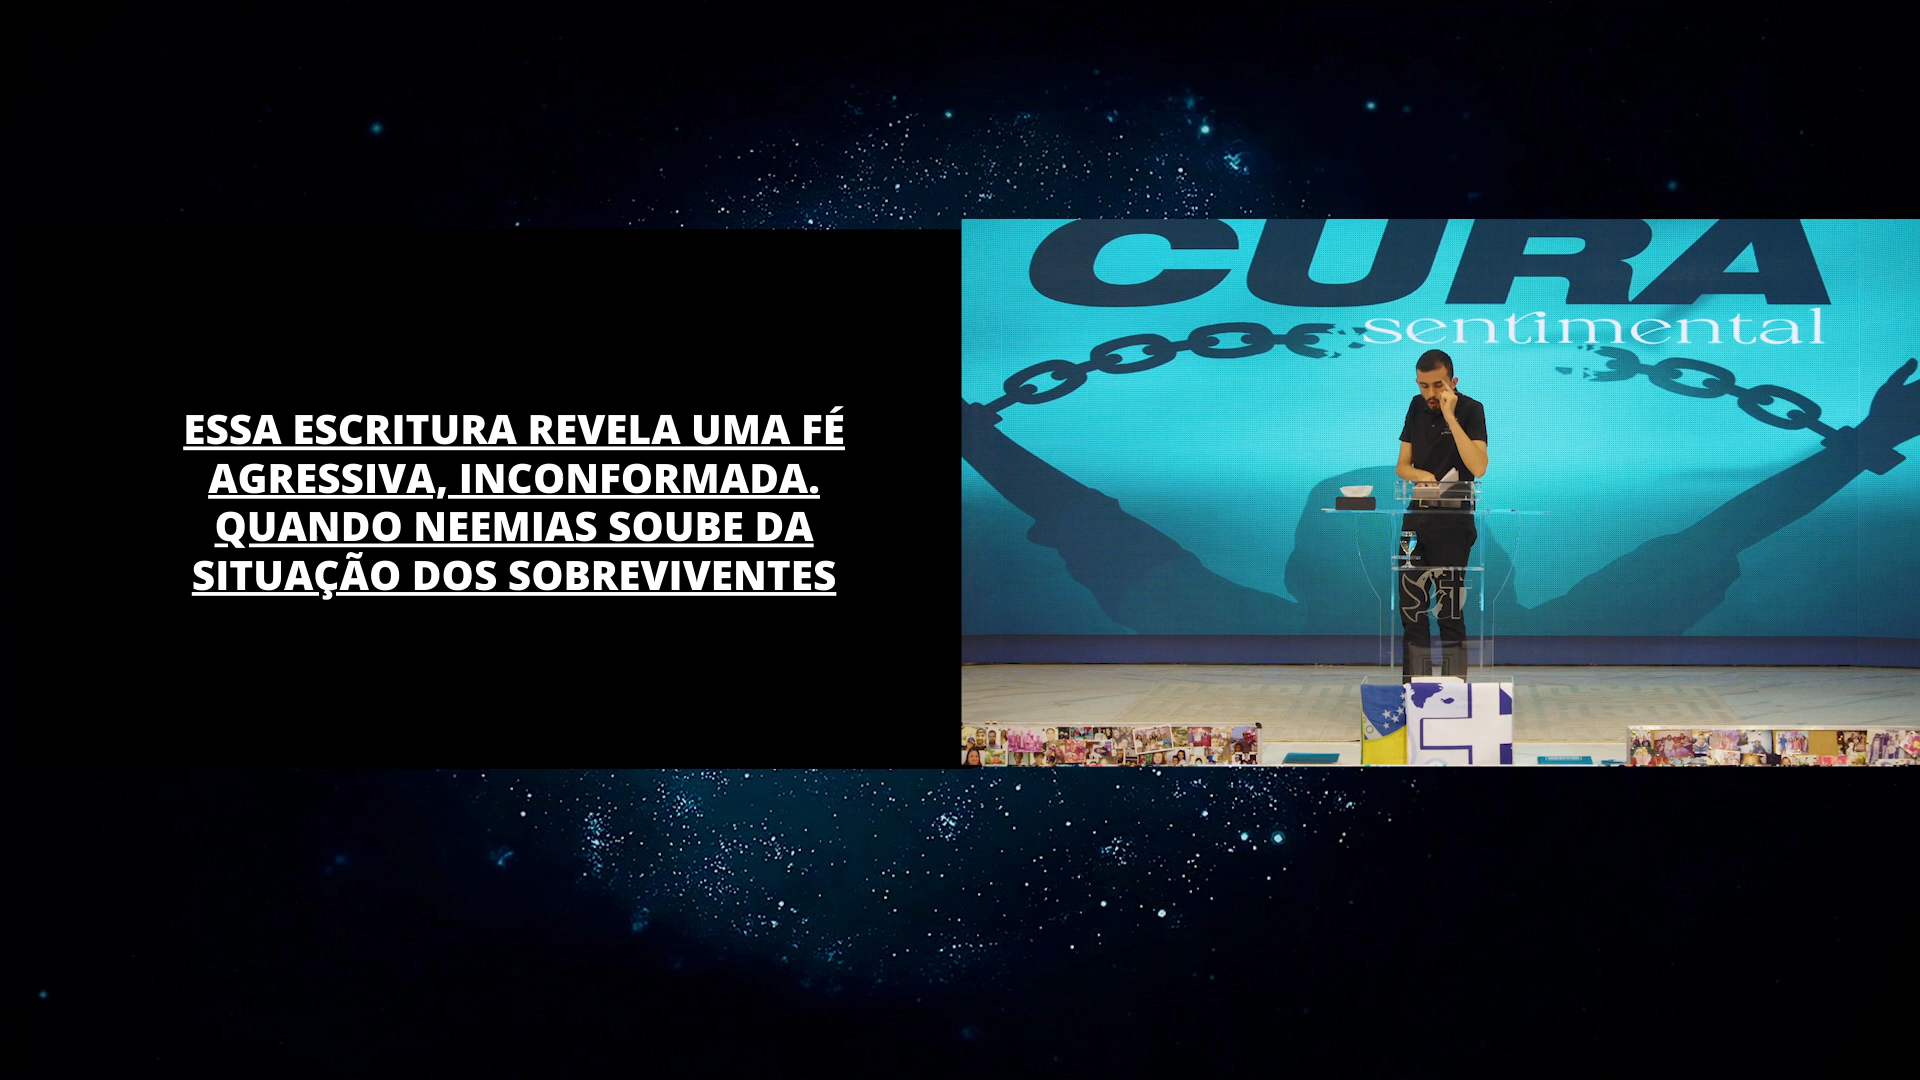 ESSA ESCRITURA REVELA UMA FÉ
AGRESSIVA, INCONFORMADA.
QUANDO NEEMIAS SOUBE DA
SITUAÇÃO DOS SOBREVIVENTES
CURA
sentimental